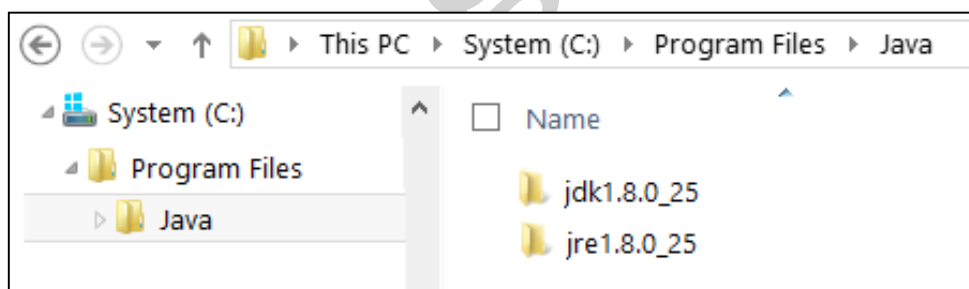 This PC System (C:) Program Files Java
System (C:)
Program Files
Java
Name
jdk1.8.0_25
jre1.8.0_25